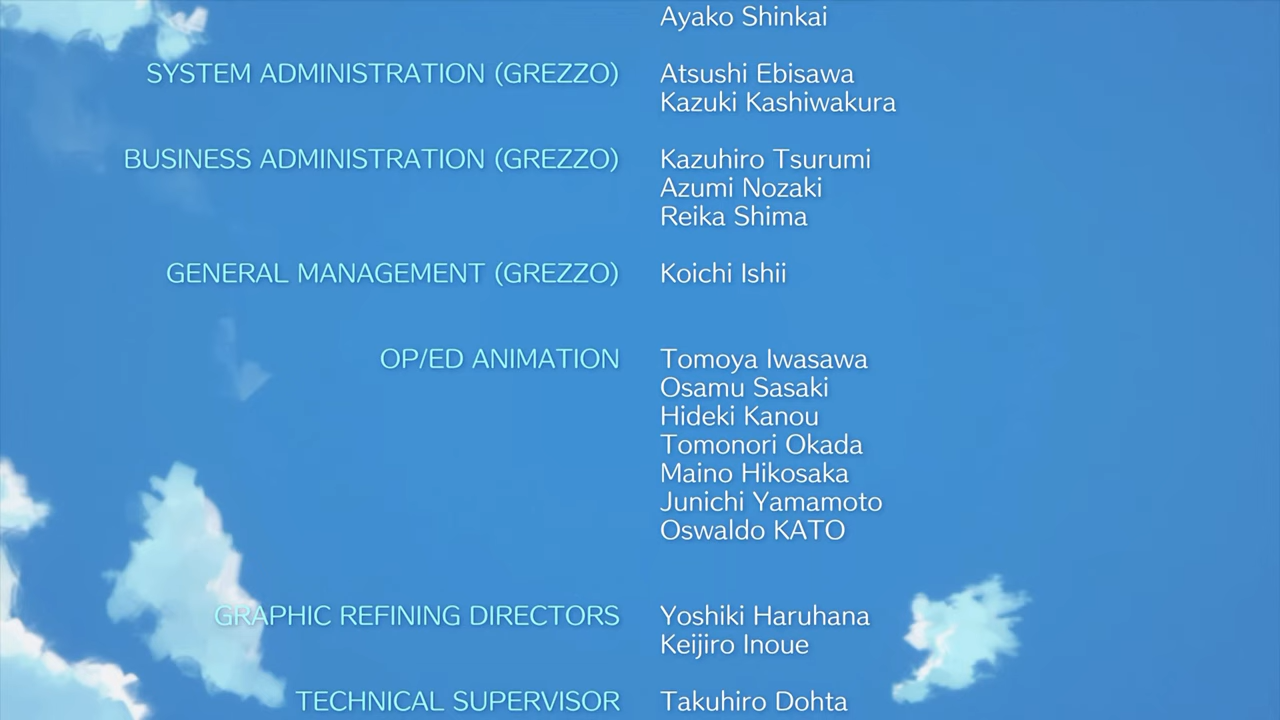 Ayako Shinkai
SYSTEM ADMINISTRATION (GREZZO) Atsushi Ebisawa
Kazuki Kashiwakura
BUSINESS ADMINISTRATION (GREZZO) Kazuhiro Tsurumi
Azumi Nozaki
Reika Shima
GENERAL MANAGEMENT (GREZZO) Koichi Ishii
OP/ED ANIMATION Tomoya Iwasawa
Osamu Sasaki
Hideki Kanou
Tomonori Okada
Maino Hikosaka
Junichi Yamamoto
Oswaldo KATO
GRAPHIC REFINING DIRECTORS Yoshiki Haruhana
Keijiro Inoue
TECHNICAL SUPERVISOR Takuhiro Dohta